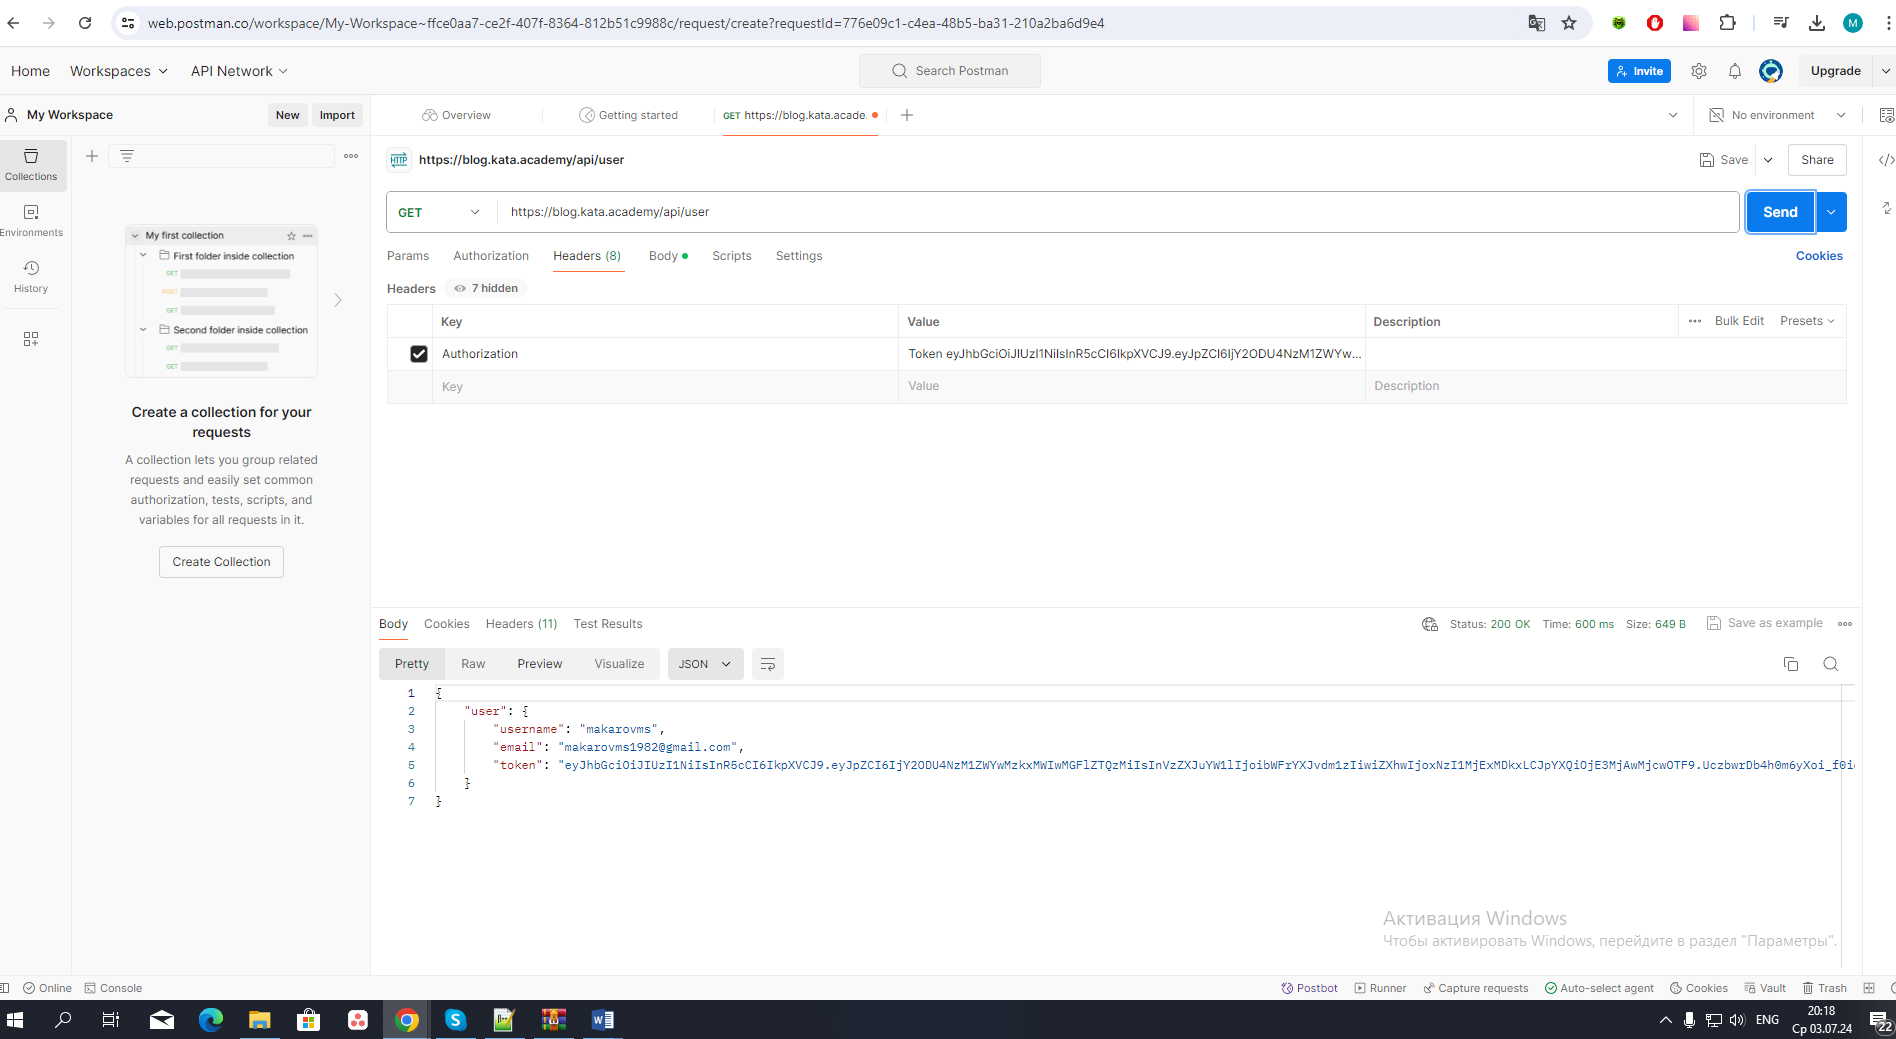 web.postman.co/workspace/My-Workspace~ffce0aa7-ce2f-407f-8364-812b51c9988c/request/create?requestId=776e09c1-c4ea-48b5-ba31-210a2ba6d9e4
M
Home Workspaces API Network Search Postman Invite Upgrade
My Workspace New Import Overview Getting started GET https://blog.kata.acade. No environment
Collections
HTTP https://blog.kata.academy/api/user Save Share
GET https://blog.kata.academy/api/user Send
Environments
Params Authorization Headers (8) Body Scripts Settings Cookies
History
Headers 7 hidden
Key Value Description Bulk Edit Presets
Authorization Token eyJhbGciOiJIUzI1NiIsInR5cCI6IkpXVCJ9.eyJpZCI6IjY2ODU4NzM1ZWYw...
Key Value Description
My first collection
First folder inside collection
GET
POST
GET
Second folder inside collection
GET
GET
Create a collection for your
requests
A collection lets you group related
requests and easily set common
authorization, tests, scripts, and
variables for all requests in it.
Create Collection
Body Cookies Headers (11) Test Results Status: 200 OK Time: 600 ms Size: 649 B Save as example
Pretty Raw Preview Visualize JSON
1 {
2 "user": {
3 "username": "makarovms",
4 "email": "makarovms1982@gmail.com",
5 "token": "eyJhbGciOiJIUzI1NiIsInR5cCI6IkpXVCJ9.eyJpZCI6IjY2ODU4NzM1ZWYwMzkxMWIwMGFlZTQzMiIsInVzZXJuYW1lIjoibWFrYXJvdm1zIiwiZXhwIjoxNzI1MjExMDkxLCJpYXQiOjE3MjAwMjcwOTF9.UczbwrDb4h0m6yXoi_f0i
6 }
7 }
Активация Windows
Чтобы активировать Windows, перейдите в раздел "Параметры".
Online Console Postbot Runner Capture requests Auto-select agent Cookies Vault Trash
ENG 20:18
Ср 03.07.24 22